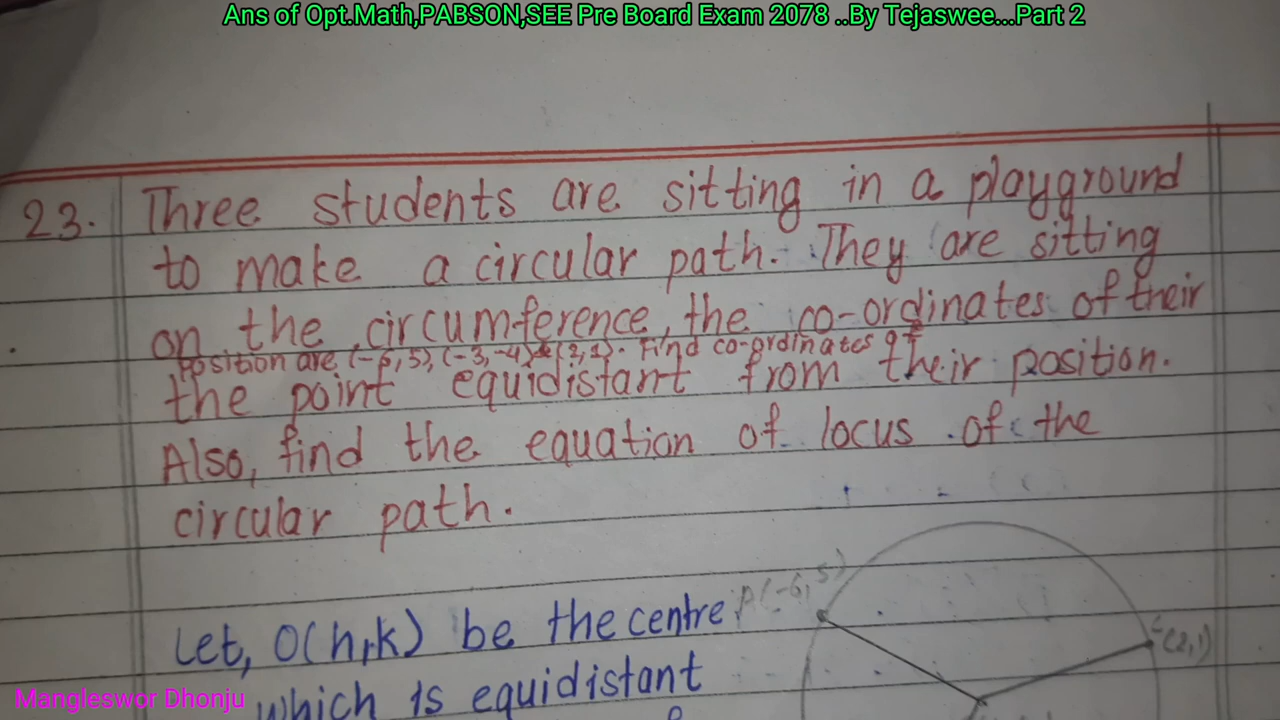 Ans of Opt.Math,PABSON,SEE Pre Board Exam 2078 ..By Tejaswee...Part 2
23. Three students are sitting in a playground
to make a circular path. They are sitting
on the circumference, the co-ordinates of their
position are (-6,5), (-3,-4) & (2,1). Find co-ordinates of
the point equidistant from their position.
Also, find the equation of locus of the
circular path.
Let, O(h,k) be the centre
P(-6,5)
(2,1)
which is equidistant
Mangleswor Dhonju